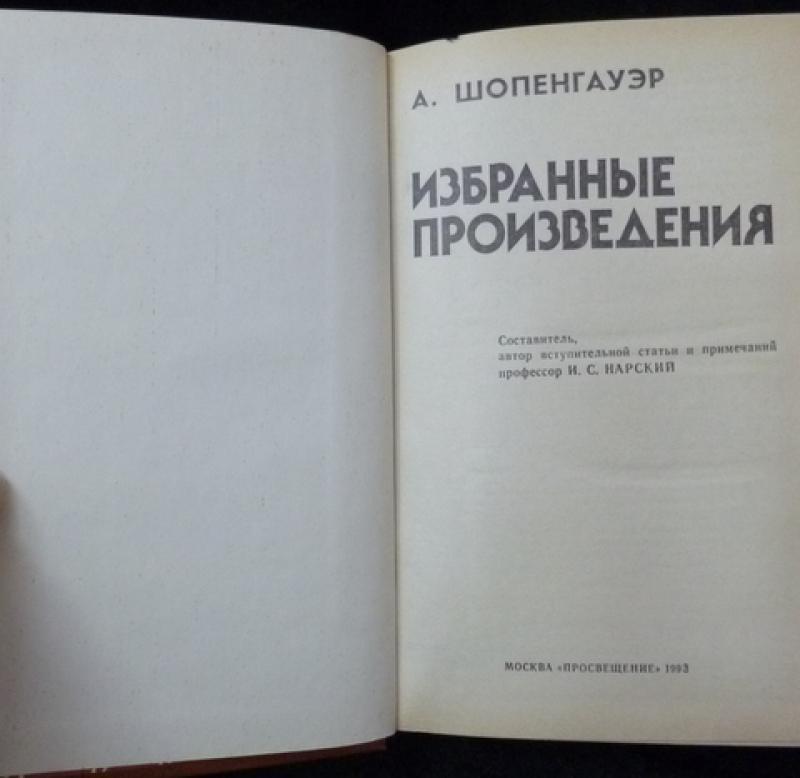 А. ШОПЕНГАУЭР
ИЗБРАННЫЕ
ПРОИЗВЕДЕНИЯ
Составитель,
автор вступительной статьи и примечаний
профессор И. С. НАРСКИЙ
МОСКВА «ПРОСВЕЩЕНИЕ» 1993